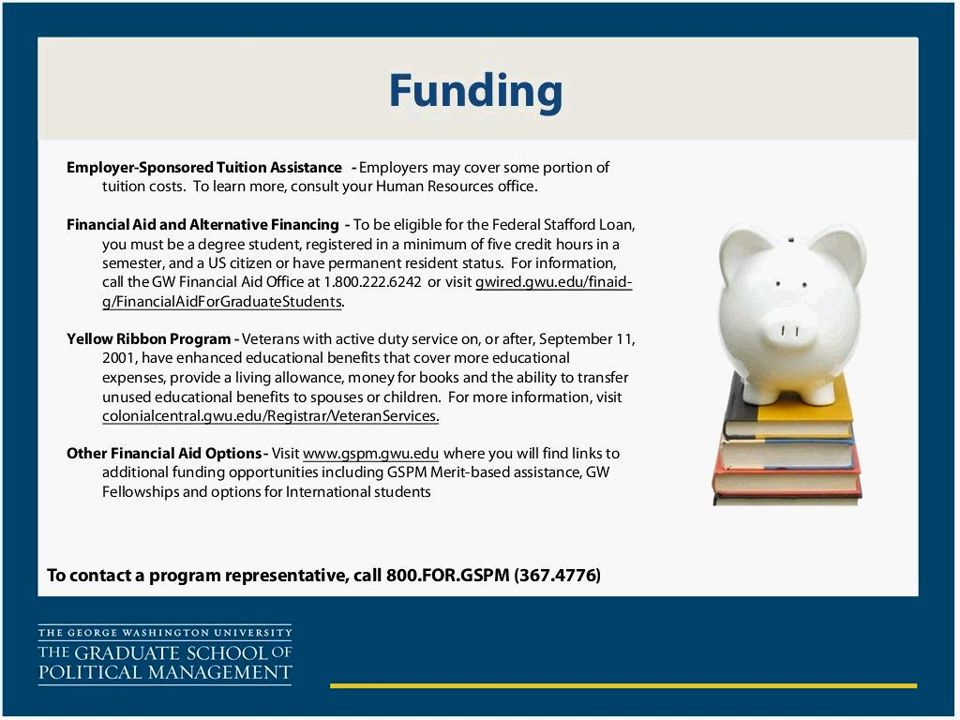 Funding
Employer-Sponsored Tuition Assistance - Employers may cover some portion of
tuition costs. To learn more, consult your Human Resources office.
Financial Aid and Alternative Financing - To be eligible for the Federal Stafford Loan,
you must be a degree student, registered in a minimum of five credit hours in a
semester, and a US citizen or have permanent resident status. For information,
call the GW Financial Aid Office at 1.800.222.6242 or visit gwired.gwu.edu/finaid-
g/FinancialAidForGraduateStudents.
Yellow Ribbon Program - Veterans with active duty service on, or after, September 11,
2001, have enhanced educational benefits that cover more educational
expenses, provide a living allowance, money for books and the ability to transfer
unused educational benefits to spouses or children. For more information, visit
colonialcentral.gwu.edu/Registrar/VeteranServices.
Other Financial Aid Options - Visit www.gspm.gwu.edu where you will find links to
additional funding opportunities including GSPM Merit-based assistance, GW
Fellowships and options for International students
To contact a program representative, call 800.FOR.GSPM (367.4776)
THE GEORGE WASHINGTON UNIVERSITY
THE GRADUATE SCHOOL OF
POLITICAL MANAGEMENT